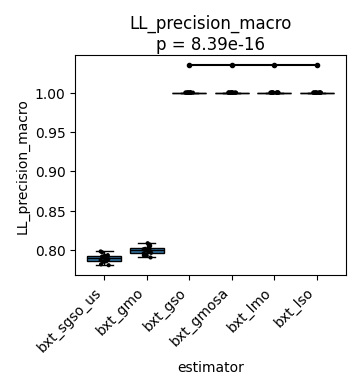 LL_precision_macro
p = 8.39e-16
LL_precision_macro
1.00
0.95
0.90
0.85
0.80
bxt_sgso_us
bxt_gmo
bxt_gso
bxt_gmosa
bxt_lmo
bxt_lso
estimator